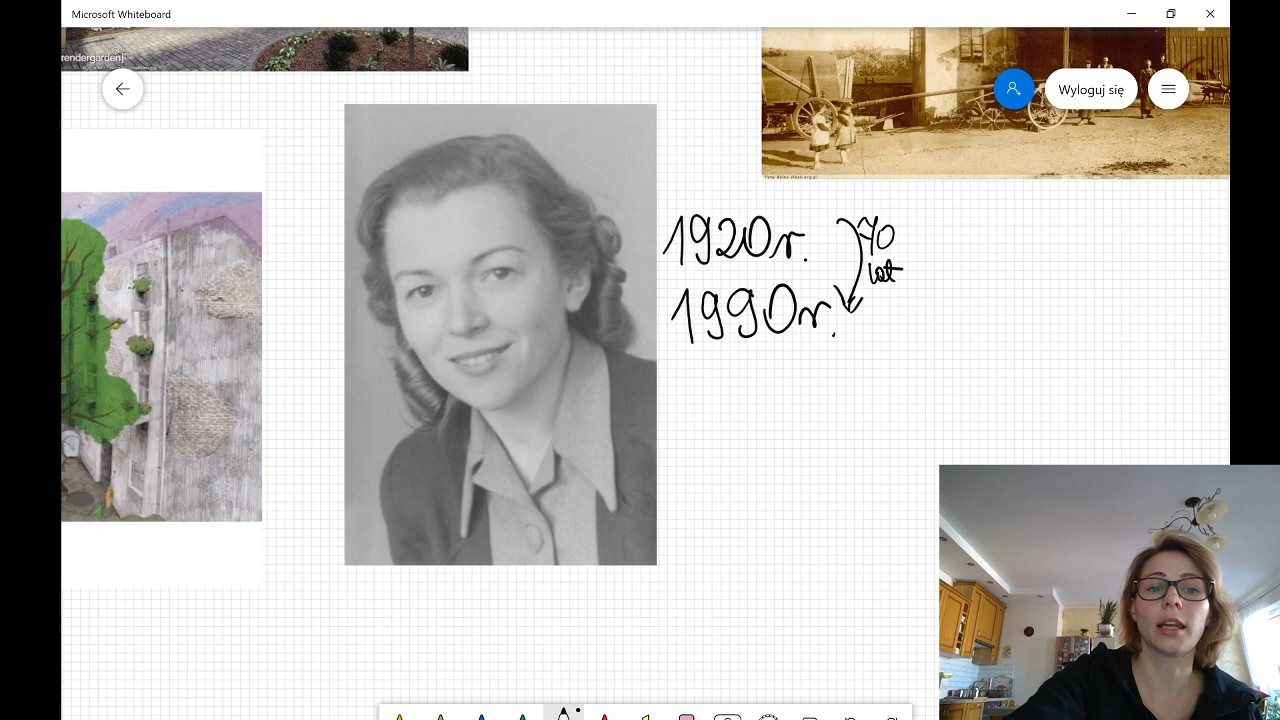 Microsoft Whiteboard
rendergarden]
Wyloguj się
1920r.
70
lat
1990r.